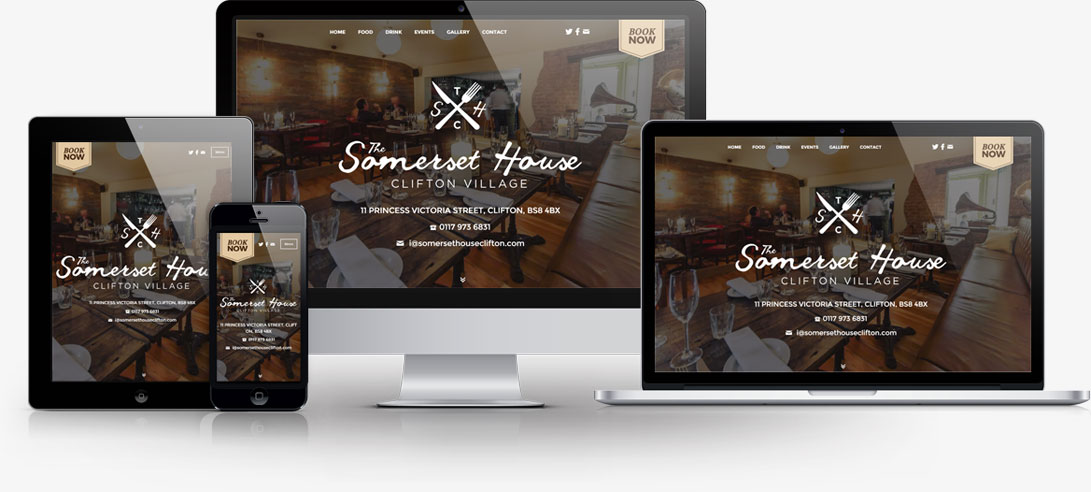 HOME FOOD DRINK EVENTS GALLERY CONTACT
BOOK
NOW
T
S H
C
The
Somerset House
CLIFTON VILLAGE
11 PRINCESS VICTORIA STREET, CLIFTON, BS8 4BX
0117 973 6831
i@somersethouseclifton.com
BOOK
NOW
Menu
T
S H
C
The
Somerset Hou
CLIFTON VILLAGE
11 PRINCESS VICTORIA STREET, CLIFTON, BS8 4BX
0117 973 6831
i@somersethouseclifton.com
BOOK
NOW
Menu
The
Somerset House
CLIFTON VILLAGE
11 PRINCESS VICTORIA STREET, CLIFT
ON, BS8 4BX
0117 973 6831
i@somersethouseclifton.com
HOME FOOD DRINK EVENTS GALLERY CONTACT
BOOK
NOW
T
S H
C
The
Somerset House
CLIFTON VILLAGE
11 PRINCESS VICTORIA STREET, CLIFTON, BS8 4BX
0117 973 6831
i@somersethouseclifton.com